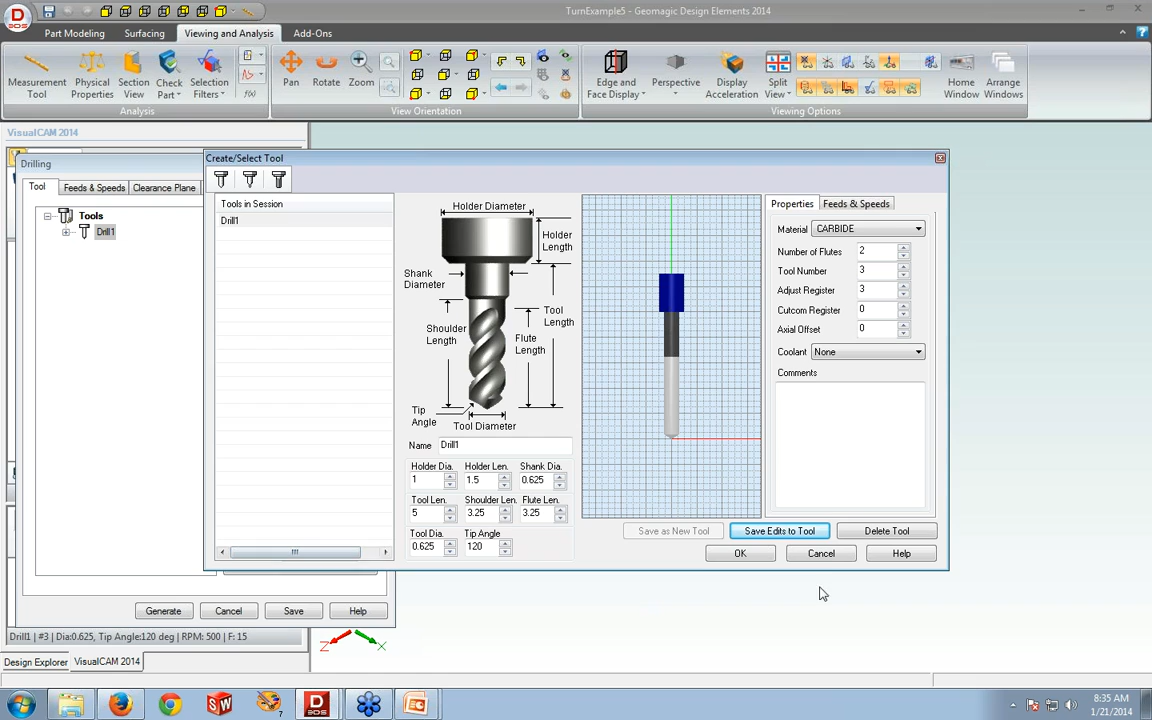 TurnExample5 - Geomagic Design Elements 2014
Part Modeling
Surfacing
Viewing and Analysis
Add-Ons
Measurement
Tool
Physical
Properties
Section
View
Check
Part
Selection
Filters
f(x)
Analysis
Pan
Rotate
Zoom
View Orientation
Edge and
Face Display
Perspective
Display
Acceleration
Split
View
Home
Window
Arrange
Windows
Viewing Options
VisualCAM 2014
Drilling
Tool
Feeds & Speeds
Clearance Plane
Tools
Drill1
Create/Select Tool
Tools in Session
Drill1
Holder Diameter
Holder
Length
Shank
Diameter
Tool
Length
Shoulder
Length
Flute
Length
Tip
Angle
Tool Diameter
Name Drill1
Holder Dia. Holder Len. Shank Dia.
1 1.5 0.625
Tool Len. Shoulder Len. Flute Len.
5 3.25 3.25
Tool Dia. Tip Angle
0.625 120
Properties
Feeds & Speeds
Material CARBIDE
Number of Flutes 2
Tool Number 3
Adjust Register 3
Cutcom Register 0
Axial Offset 0
Coolant None
Comments
Save as New Tool
Save Edits to Tool
Delete Tool
OK
Cancel
Help
Generate
Cancel
Save
Help
Drill1 | #3 | Dia:0.625, Tip Angle:120 deg | RPM: 500 | F: 15
Z
X
Design Explorer
VisualCAM 2014
8:35 AM
1/21/2014